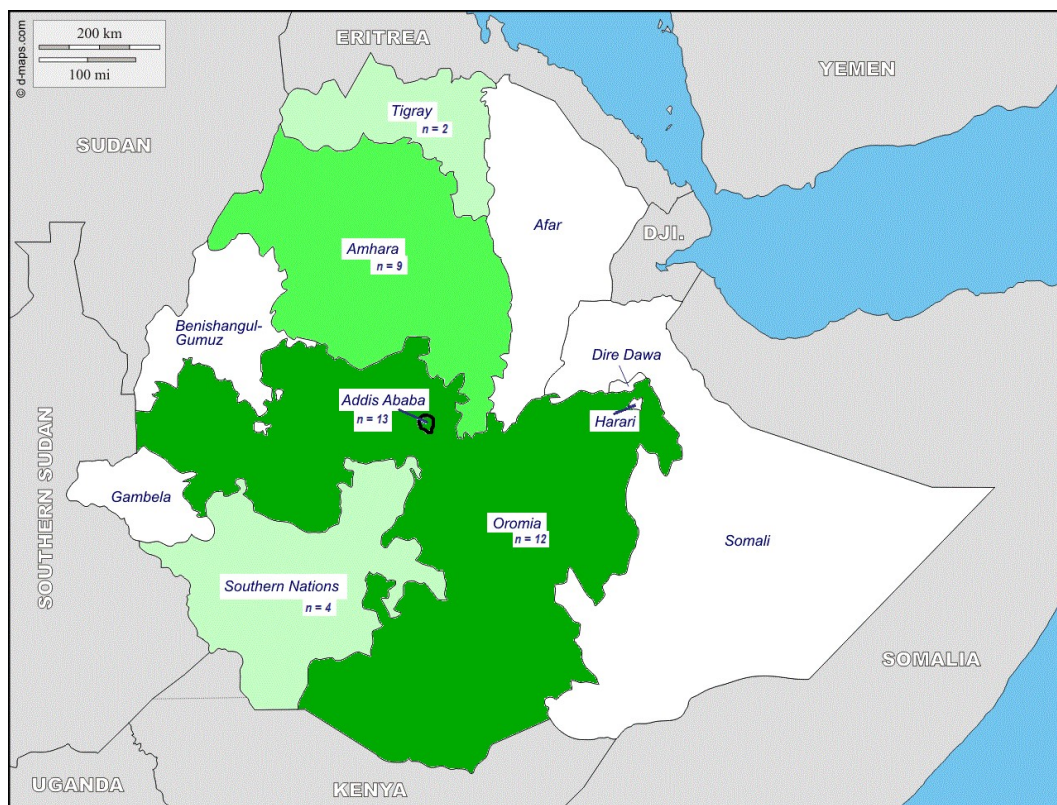 200 km
100 mi
© d-maps.com
ERITREA
YEMEN
SUDAN
Tigray
n = 2
Afar
DJI.
Amhara
n = 9
Benishangul-
Gumuz
Dire Dawa
Addis Ababa
n = 13
Harari
Gambela
Oromia
n = 12
Somali
SOUTHERN SUDAN
Southern Nations
n = 4
SOMALIA
UGANDA
KENYA